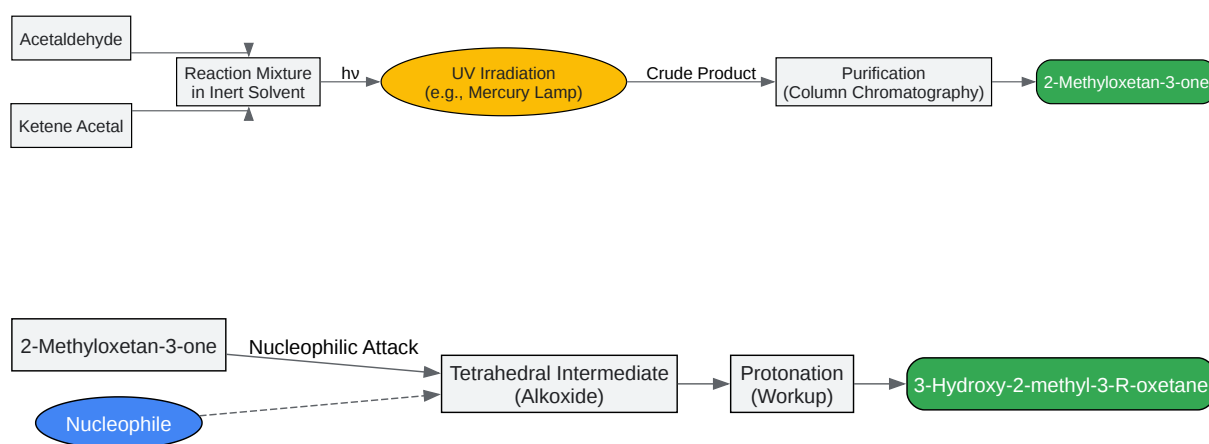 Acetaldehyde
Ketene Acetal
Reaction Mixture
in Inert Solvent
hν
UV Irradiation
(e.g., Mercury Lamp)
Crude Product
Purification
(Column Chromatography)
2-Methyloxetan-3-one
2-Methyloxetan-3-one
Nucleophile
Nucleophilic Attack
Tetrahedral Intermediate
(Alkoxide)
Protonation
(Workup)
3-Hydroxy-2-methyl-3-R-oxetane